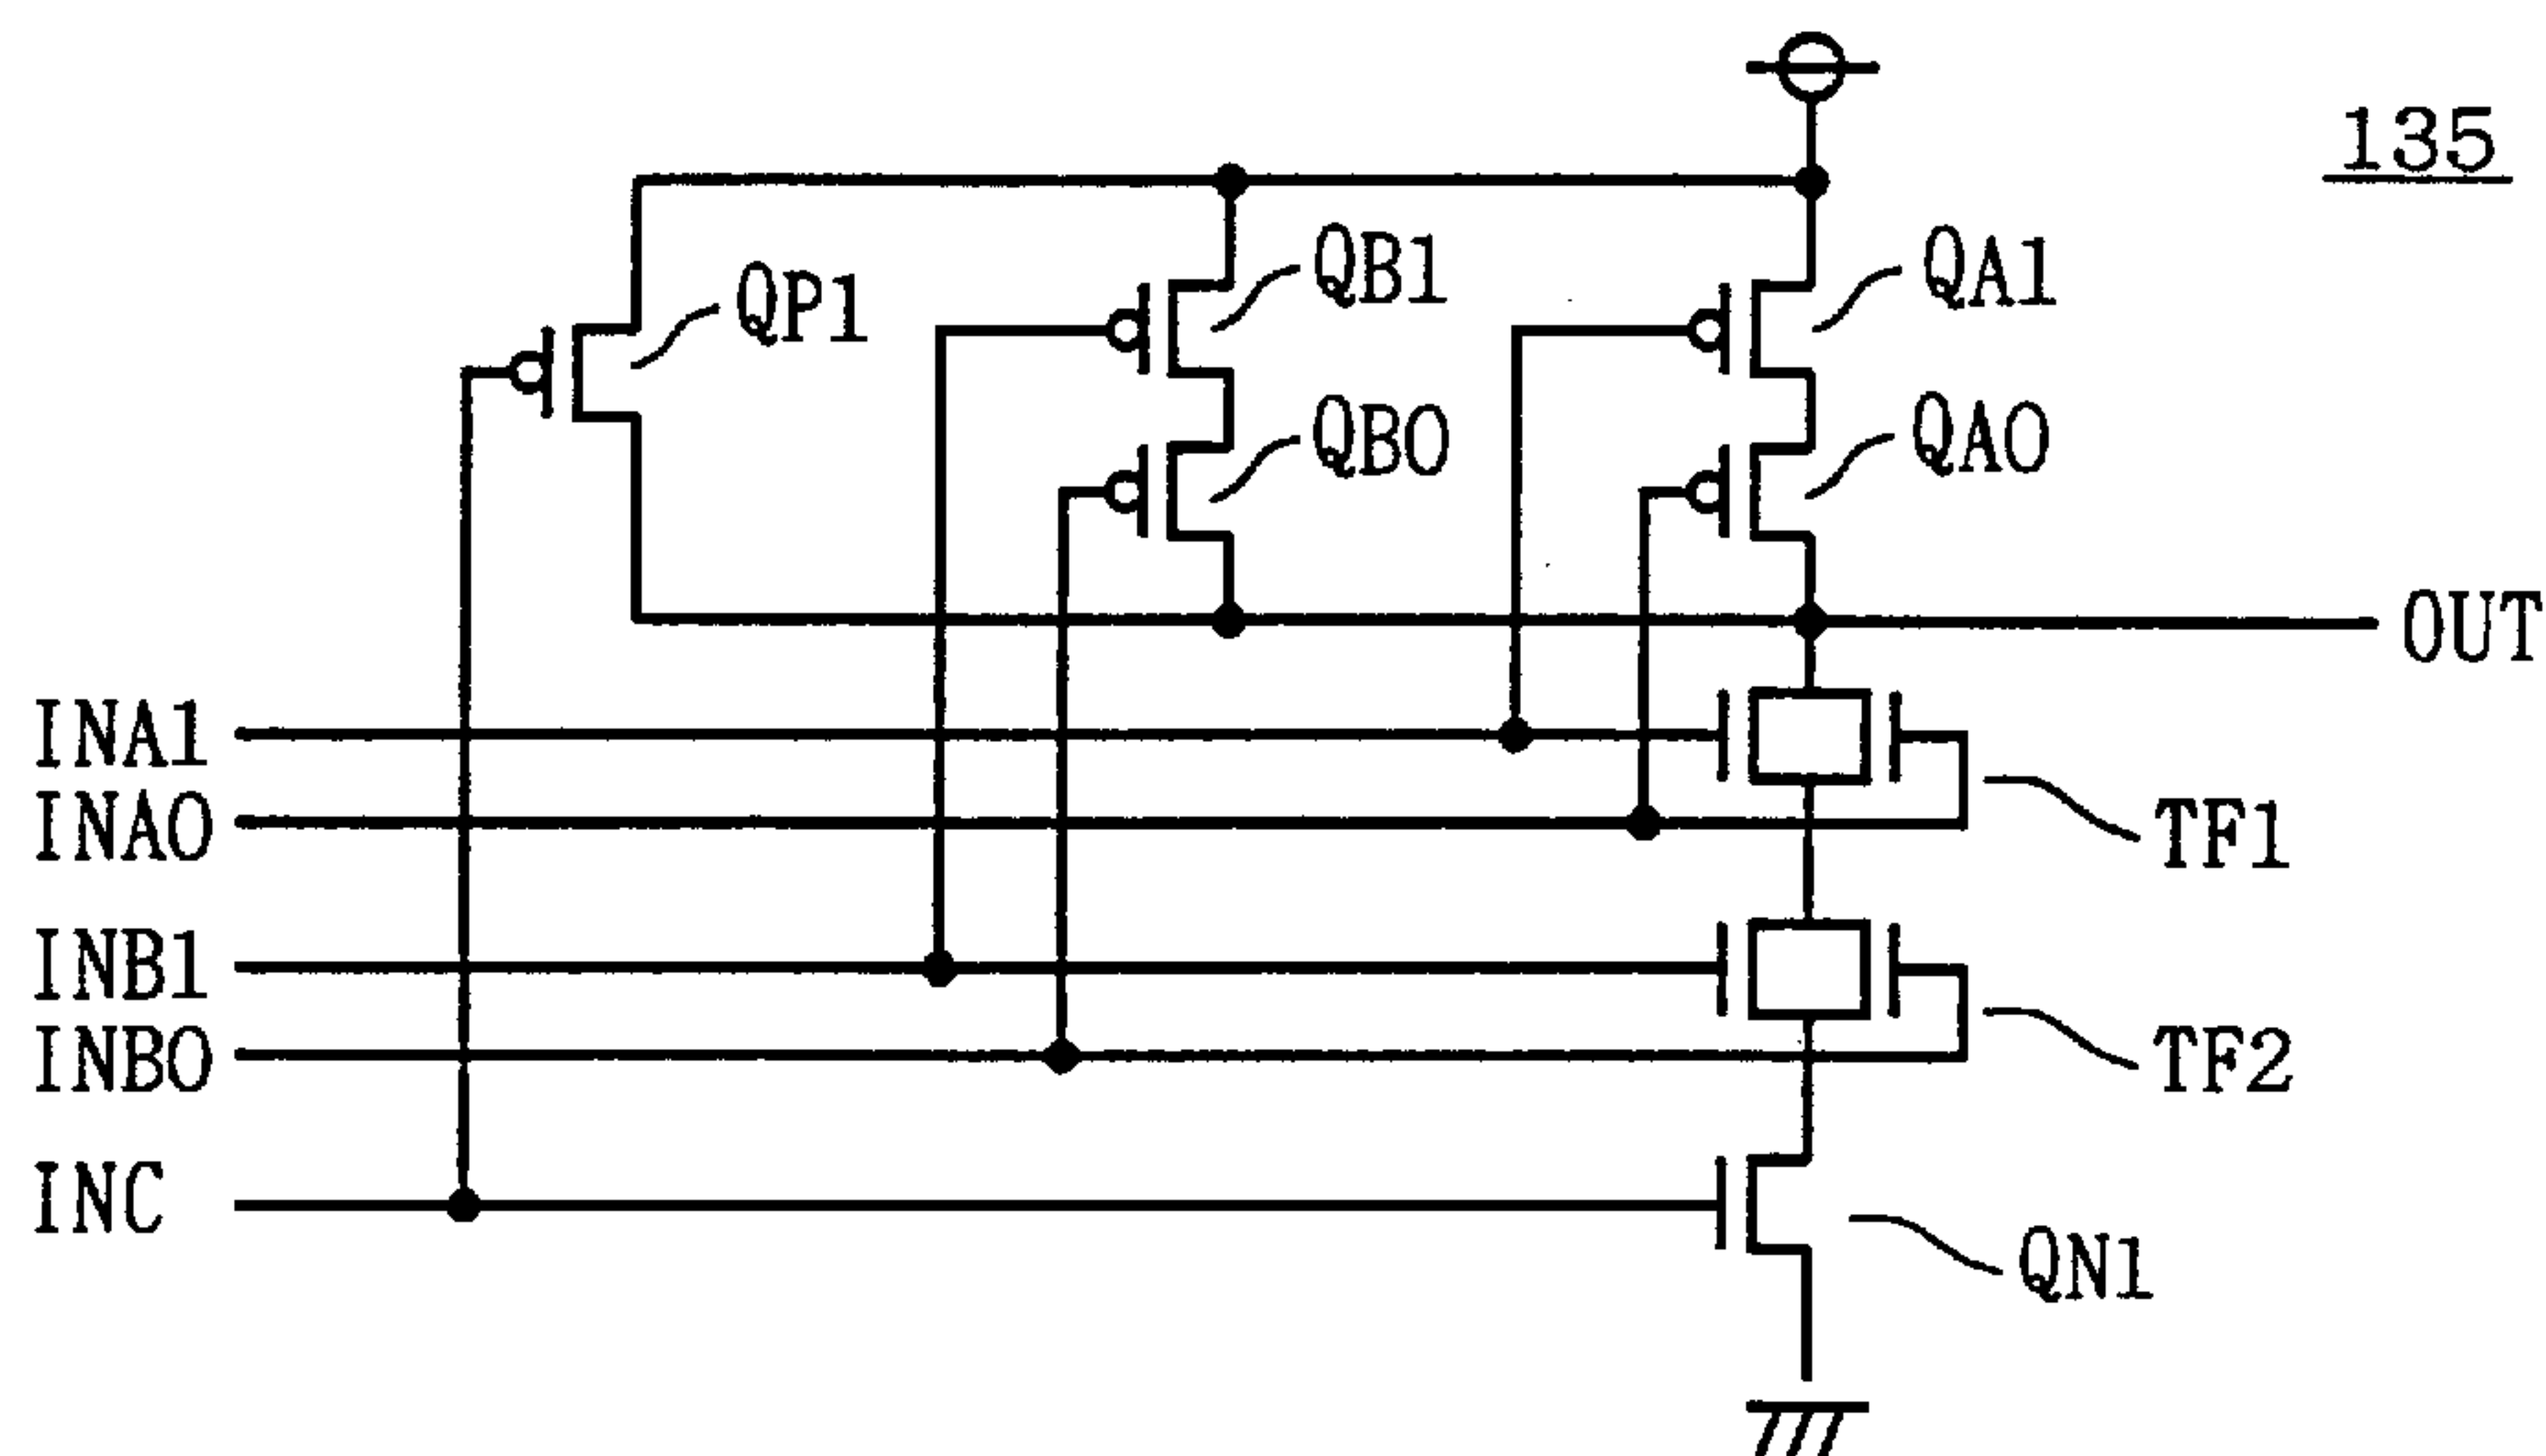 135
QP1
QB1
QA1
QB0
QA0
OUT
INA1
INA0
TF1
INB1
INB0
TF2
INC
QN1